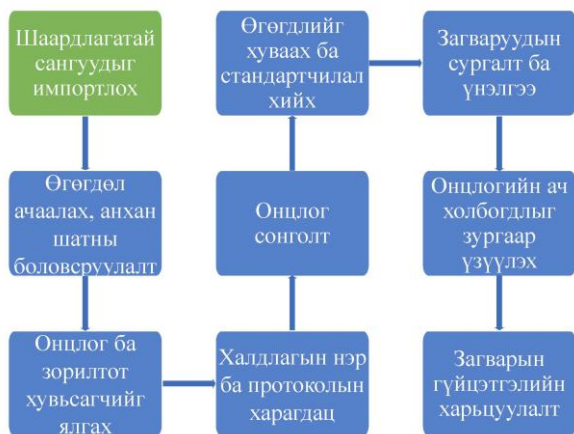 Шаардлагатай
сангуудыг
импортлох
Өгөгдөл
ачаалах, анхан
шатны
боловсруулалт
Онцлог ба
зорилтот
хувьсагчийг
ялгах
Халдлагын нэр
ба протоколын
харагдац
Онцлог
сонголт
Өгөгдлийг
хуваах ба
стандартчилал
хийх
Загваруудын
сургалт ба
үнэлгээ
Онцлогийн ач
холбогдлыг
зургаар
үзүүлэх
Загварын
гүйцэтгэлийн
харьцуулалт